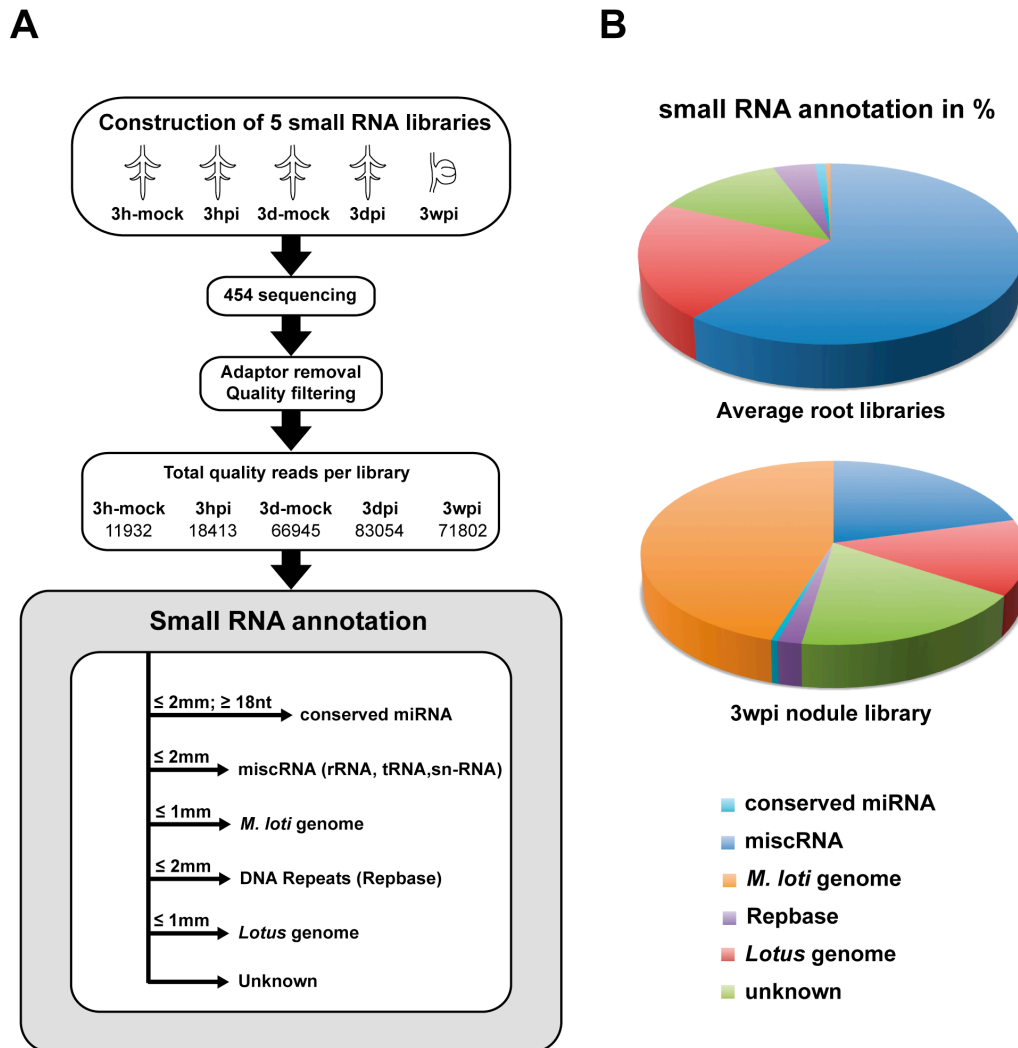 A
Construction of 5 small RNA libraries
3h-mock 3hpi 3d-mock 3dpi 3wpi
454 sequencing
Adaptor removal
Quality filtering
Total quality reads per library
3h-mock 3hpi 3d-mock 3dpi 3wpi
11932 18413 66945 83054 71802
Small RNA annotation
≤ 2mm; ≥ 18nt
conserved miRNA
≤ 2mm
miscRNA (rRNA, tRNA,sn-RNA)
≤ 1mm
M. loti genome
≤ 2mm
DNA Repeats (Repbase)
≤ 1mm
Lotus genome
Unknown
B
small RNA annotation in %
Average root libraries
3wpi nodule library
conserved miRNA
miscRNA
M. loti genome
Repbase
Lotus genome
unknown